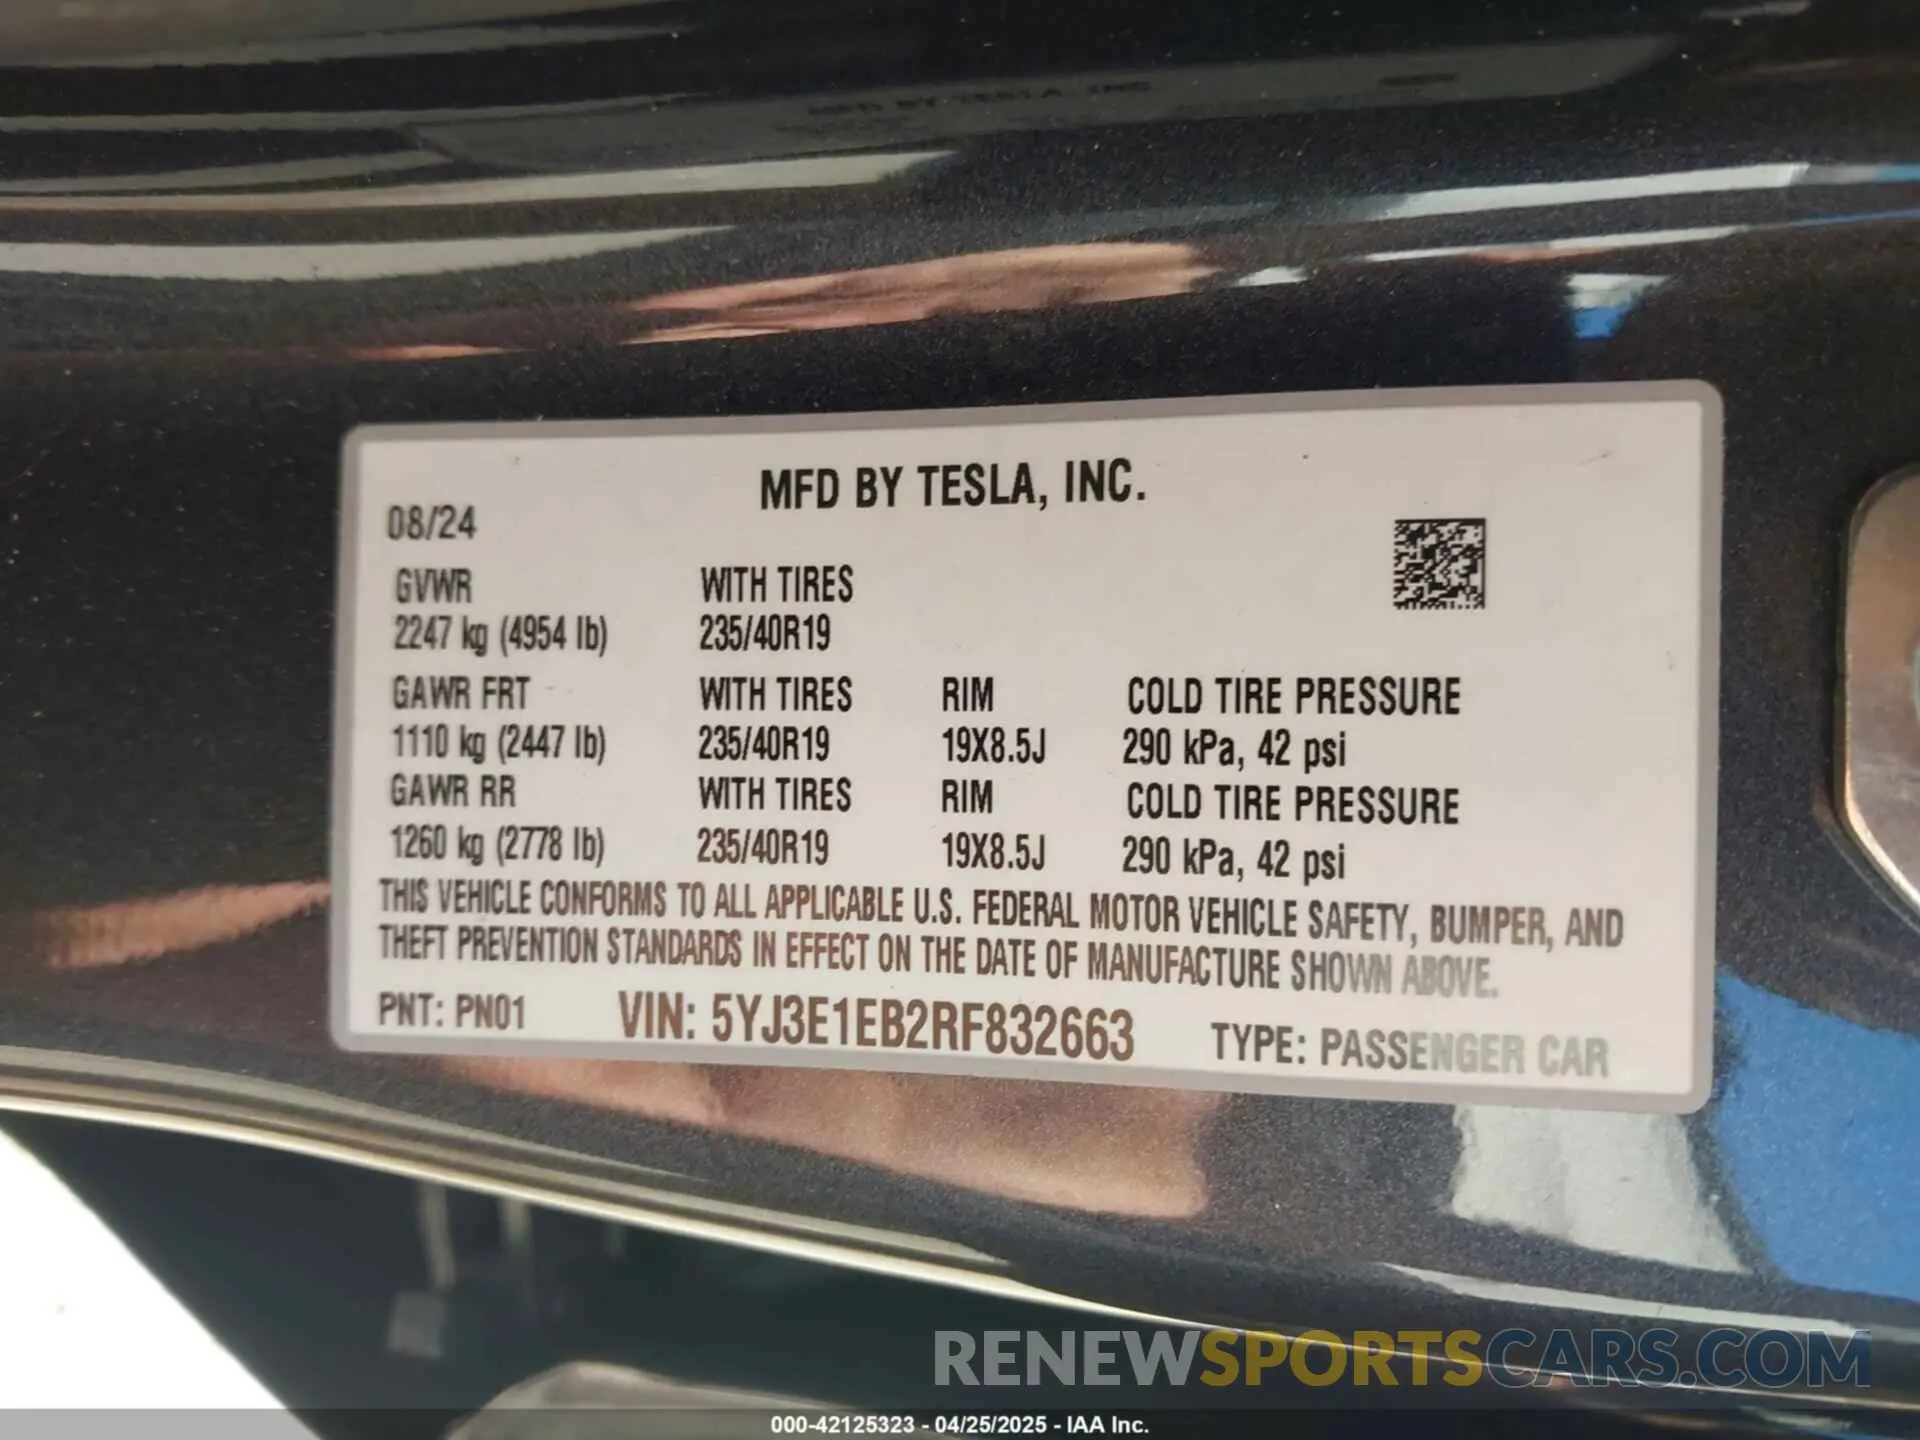 MFD BY TESLA, INC.
08/24
GVWR WITH TIRES
2247 kg (4954 lb) 235/40R19
GAWR FRT WITH TIRES RIM COLD TIRE PRESSURE
1110 kg (2447 lb) 235/40R19 19X8.5J 290 kPa, 42 psi
GAWR RR WITH TIRES RIM COLD TIRE PRESSURE
1260 kg (2778 lb) 235/40R19 19X8.5J 290 kPa, 42 psi
THIS VEHICLE CONFORMS TO ALL APPLICABLE U.S. FEDERAL MOTOR VEHICLE SAFETY, BUMPER, AND
THEFT PREVENTION STANDARDS IN EFFECT ON THE DATE OF MANUFACTURE SHOWN ABOVE.
PNT: PN01 VIN: 5YJ3E1EB2RF832663 TYPE: PASSENGER CAR
RENEWSPORTSCARS.COM
000-42125323 - 04/25/2025 - IAA Inc.